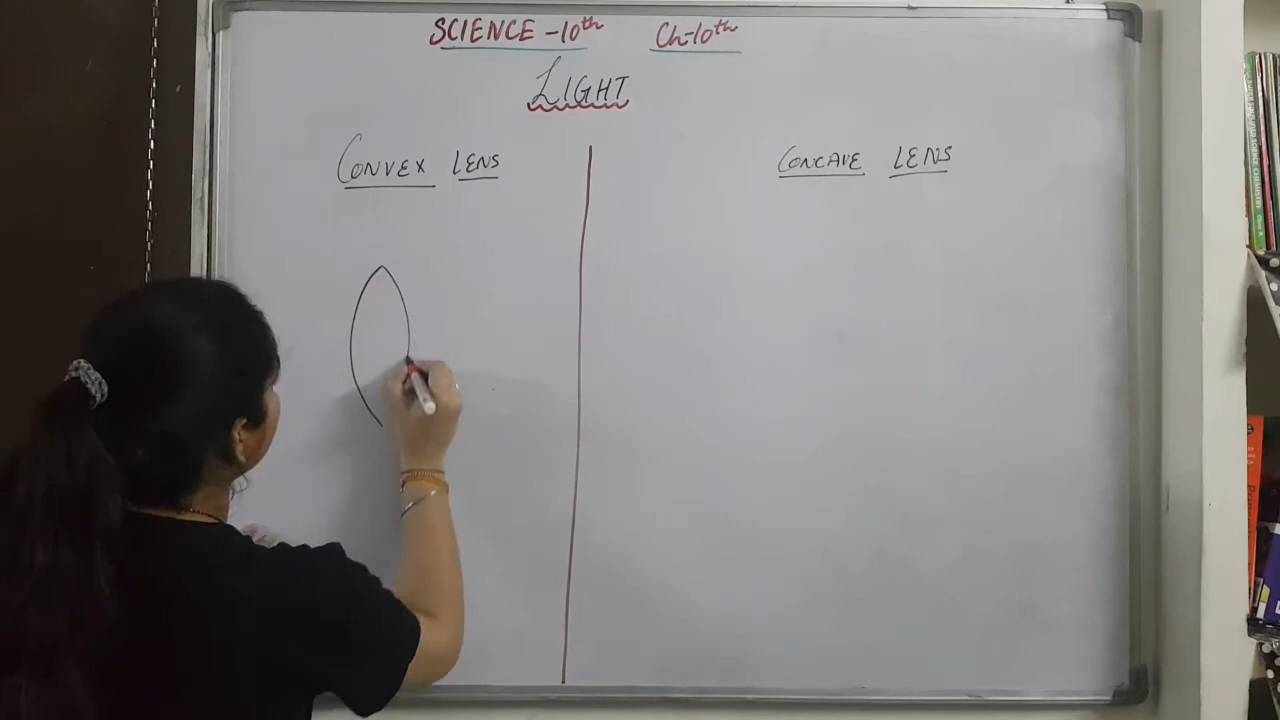 SCIENCE -10th Ch-10th
LIGHT
CONVEX LENS
CONCAVE LENS